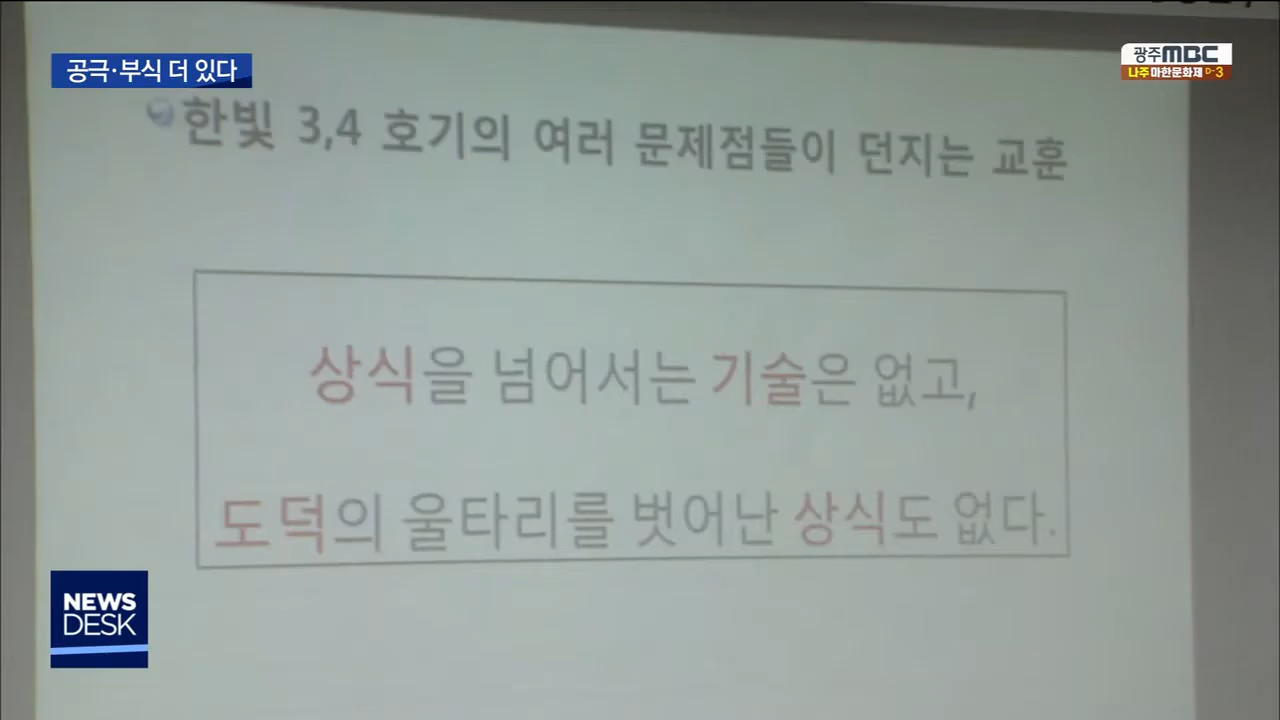 공극·부식 더 있다
광주MBC
나주 마한문화제 D-3
한빛 3,4 호기의 여러 문제점들이 던지는 교훈
상식을 넘어서는 기술은 없고,
도덕의 울타리를 벗어난 상식도 없다.
NEWS
DESK